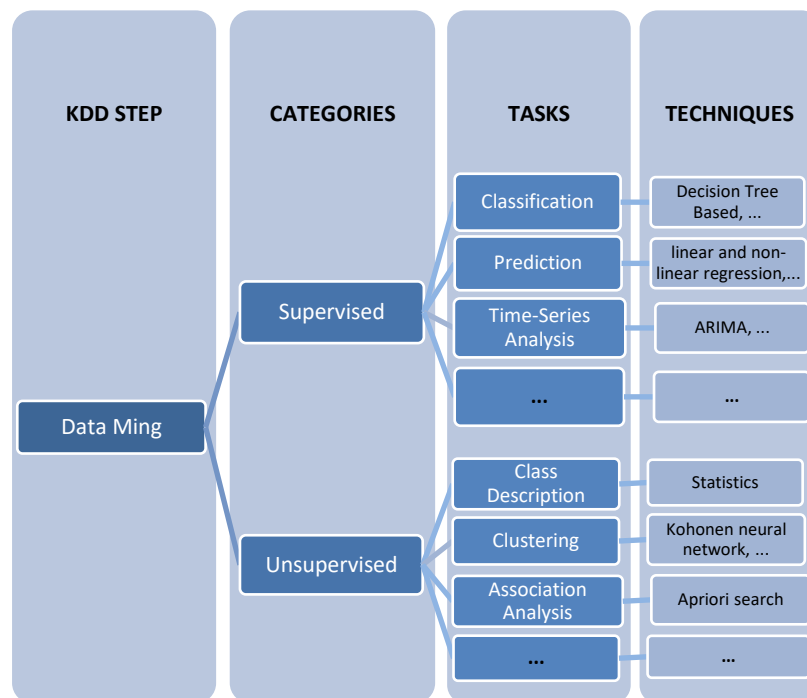 KDD STEP
CATEGORIES
TASKS
TECHNIQUES
Data Ming
Supervised
Classification
Decision Tree
Based, ...
Prediction
linear and non-
linear regression,...
Time-Series
Analysis
ARIMA, ...
...
...
Unsupervised
Class
Description
Statistics
Clustering
Kohonen neural
network, ...
Association
Analysis
Apriori search
...
...